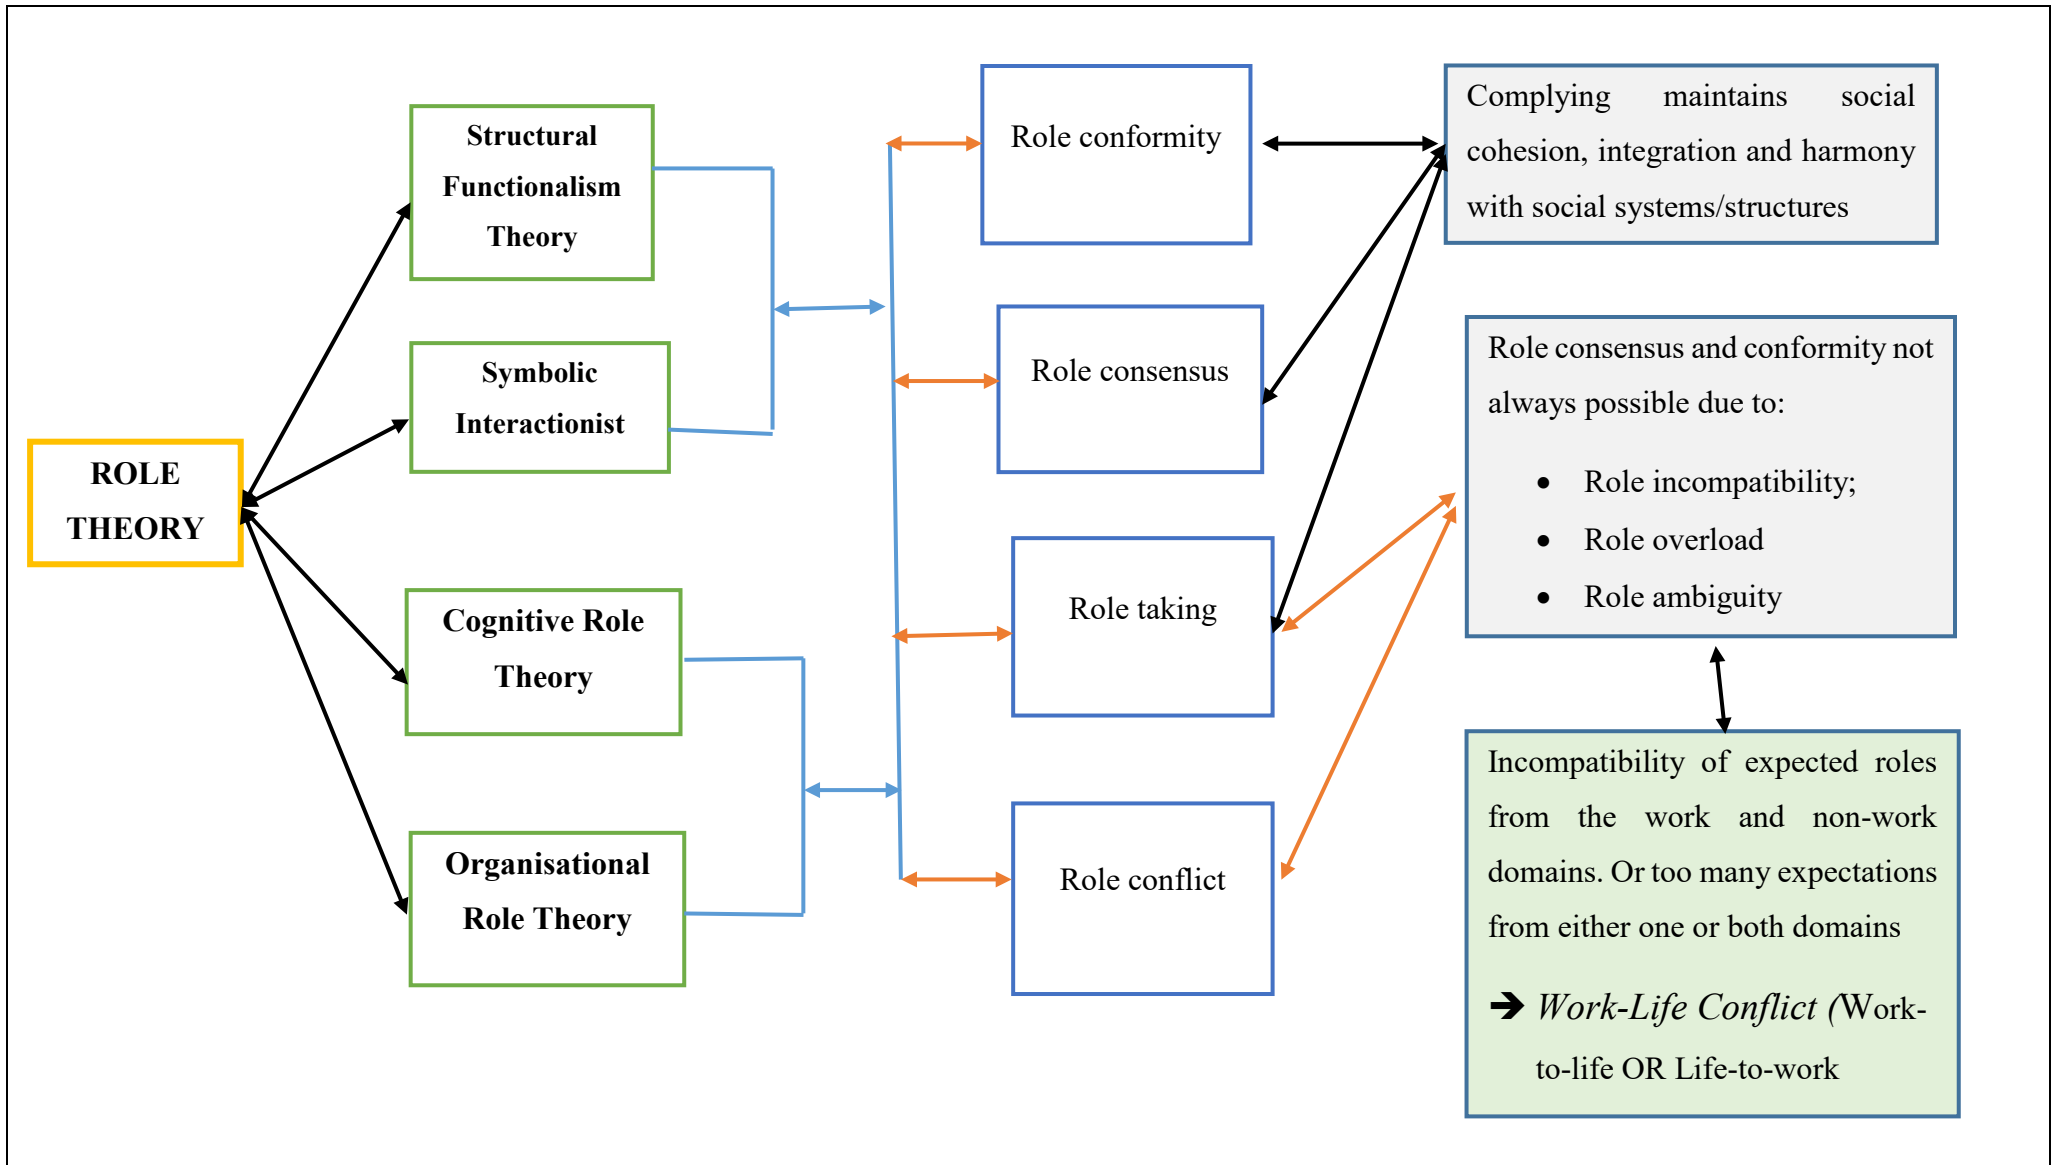 ROLE
THEORY
Structural
Functionalism
Theory
Symbolic
Interactionist
Cognitive Role
Theory
Organisational
Role Theory
Role conformity
Role consensus
Role taking
Role conflict
Complying maintains social
cohesion, integration and harmony
with social systems/structures
Role consensus and conformity not
always possible due to:
• Role incompatibility;
• Role overload
• Role ambiguity
Incompatibility of expected roles
from the work and non-work
domains. Or too many expectations
from either one or both domains
➔ Work-Life Conflict (Work-
to-life OR Life-to-work